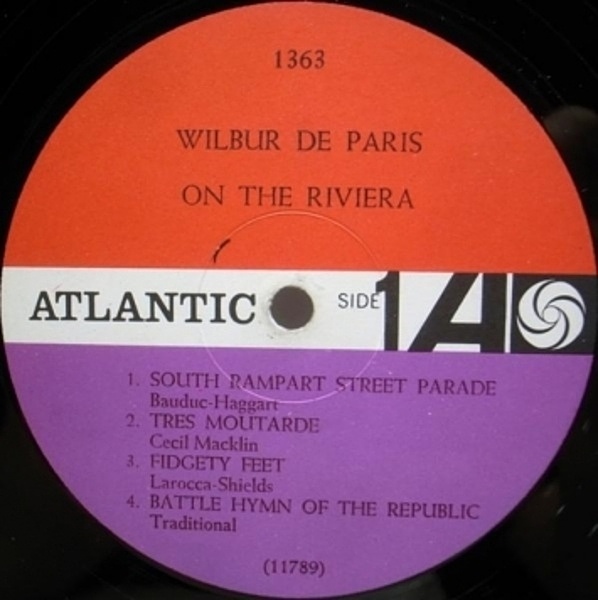 1363
WILBUR DE PARIS
ON THE RIVIERA
ATLANTIC SIDE 1 A
1. SOUTH RAMPART STREET PARADE
Bauduc-Haggart
2. TRES MOUTARDE
Cecil Macklin
3. FIDGETY FEET
Larocca-Shields
4. BATTLE HYMN OF THE REPUBLIC
Traditional
(11789)